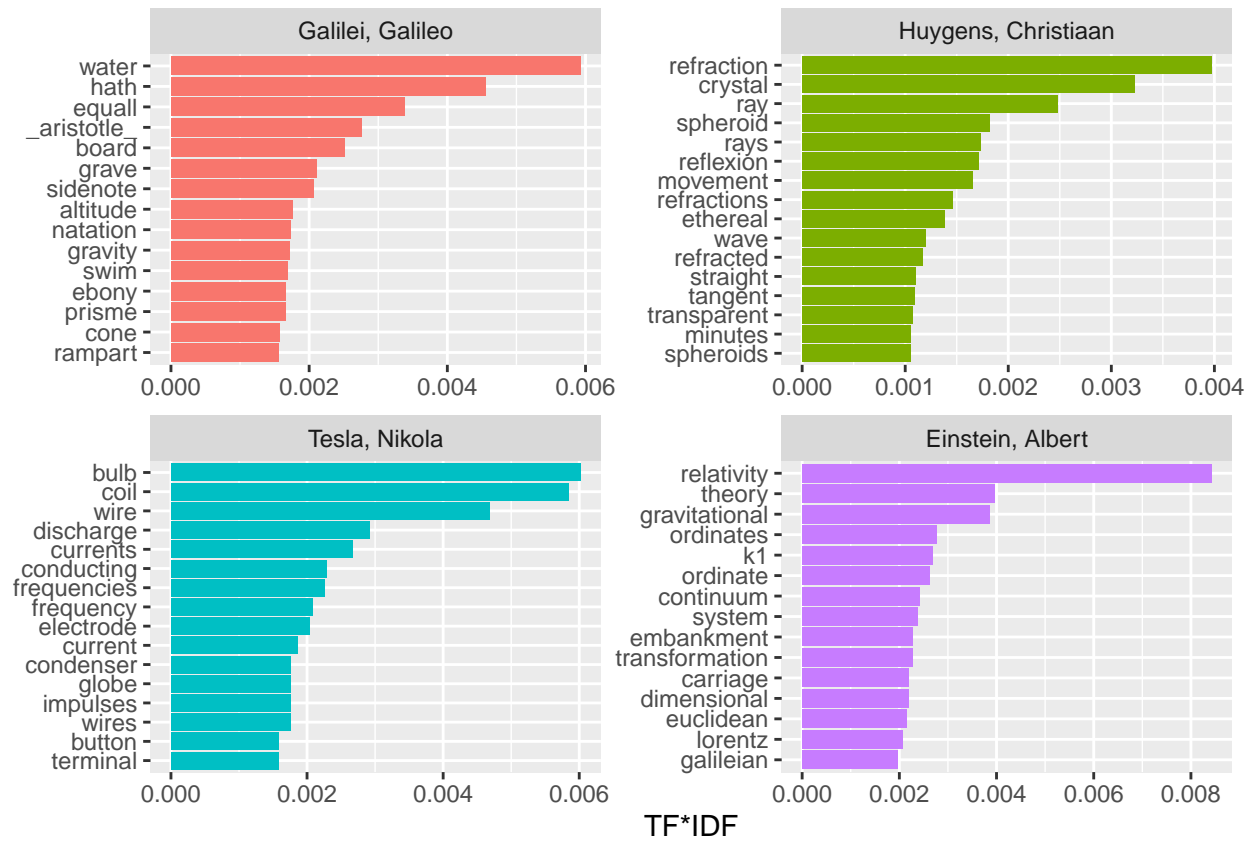 Galilei, Galileo
water
hath
equall
_aristotle_
board
grave
sidenote
altitude
natation
gravity
swim
ebony
prisme
cone
rampart
0.000 0.002 0.004 0.006
Huygens, Christiaan
refraction
crystal
ray
spheroid
rays
reflexion
movement
refractions
ethereal
wave
refracted
straight
tangent
transparent
minutes
spheroids
0.000 0.001 0.002 0.003 0.004
Tesla, Nikola
bulb
coil
wire
discharge
currents
conducting
frequencies
frequency
electrode
current
condenser
globe
impulses
wires
button
terminal
0.000 0.002 0.004 0.006
Einstein, Albert
relativity
theory
gravitational
ordinates
k1
ordinate
continuum
system
embankment
transformation
carriage
dimensional
euclidean
lorentz
galileian
0.000 0.002 0.004 0.006 0.008
TF*IDF